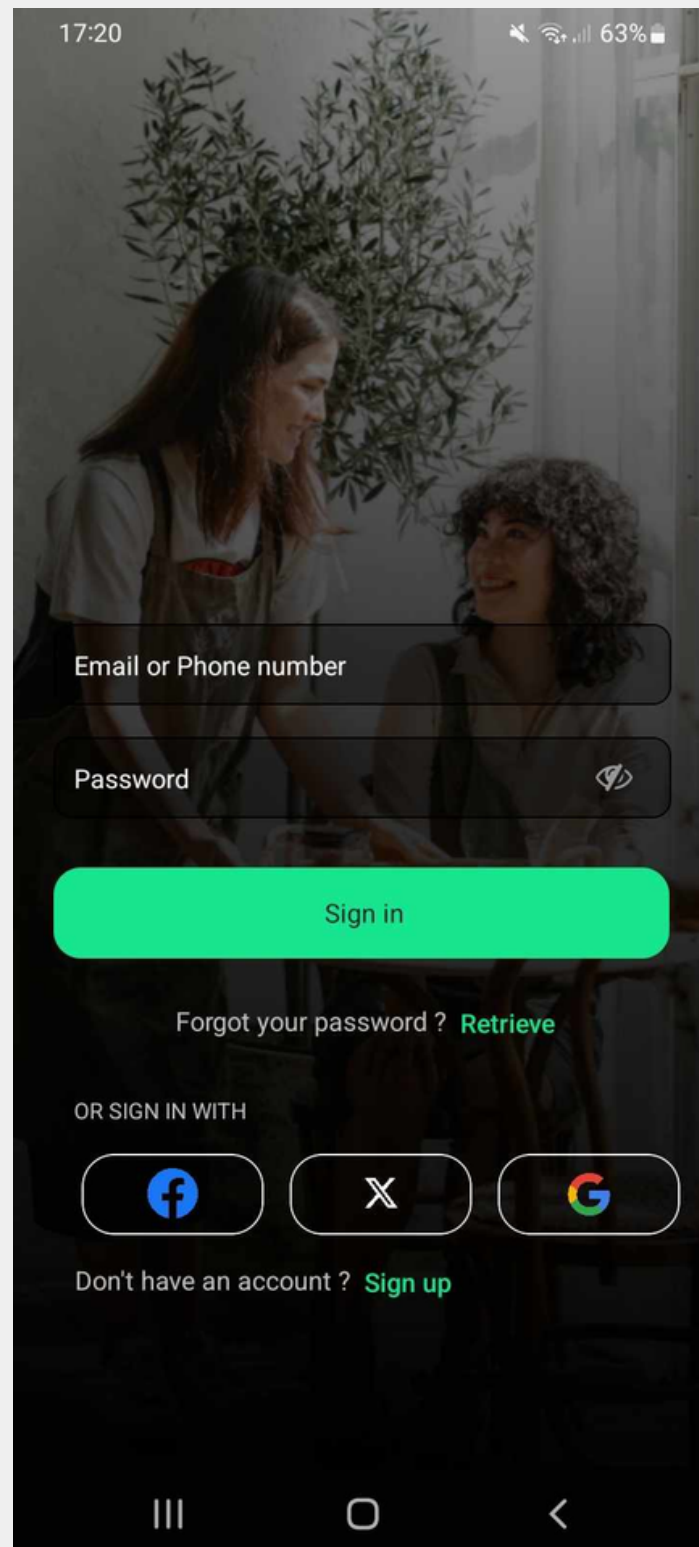 17:20 63%
Email or Phone number
Password
Sign in
Forgot your password ? Retrieve
OR SIGN IN WITH
Don't have an account ? Sign up